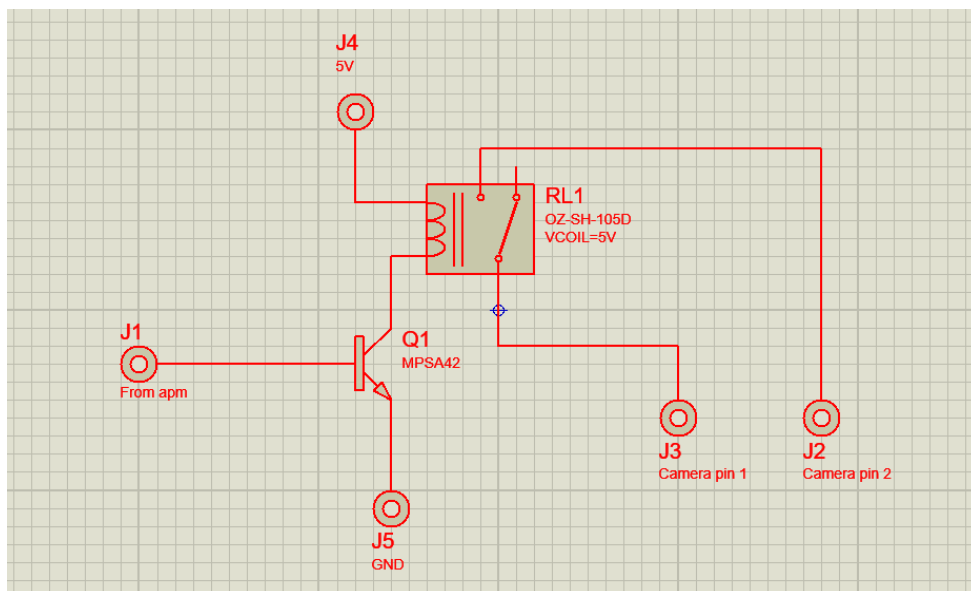 J4
5V
RL1
OZ-SH-105D
VCOIL=5V
J1
From apm
Q1
MPSA42
J3
Camera pin 1
J2
Camera pin 2
J5
GND